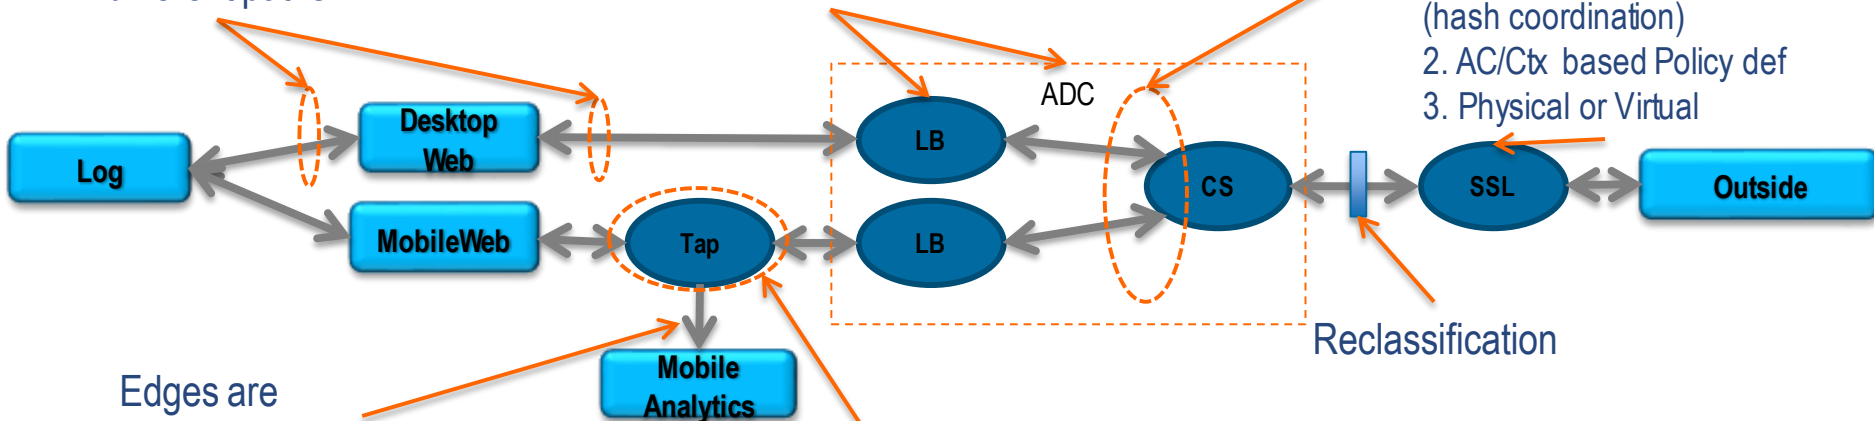 (hash coordination)
2. AC/Ctx based Policy def
3. Physical or Virtual
ADC
Desktop
Web
LB
Log
CS
SSL
Outside
MobileWeb
Tap
LB
Reclassification
Mobile
Analytics
Edges are